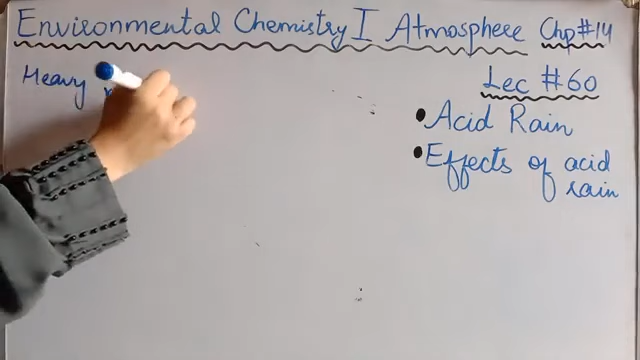 Environmental Chemistry I Atmosphere Chp#14
Lec #60
Heavy
• Acid Rain
• Effects of acid
rain